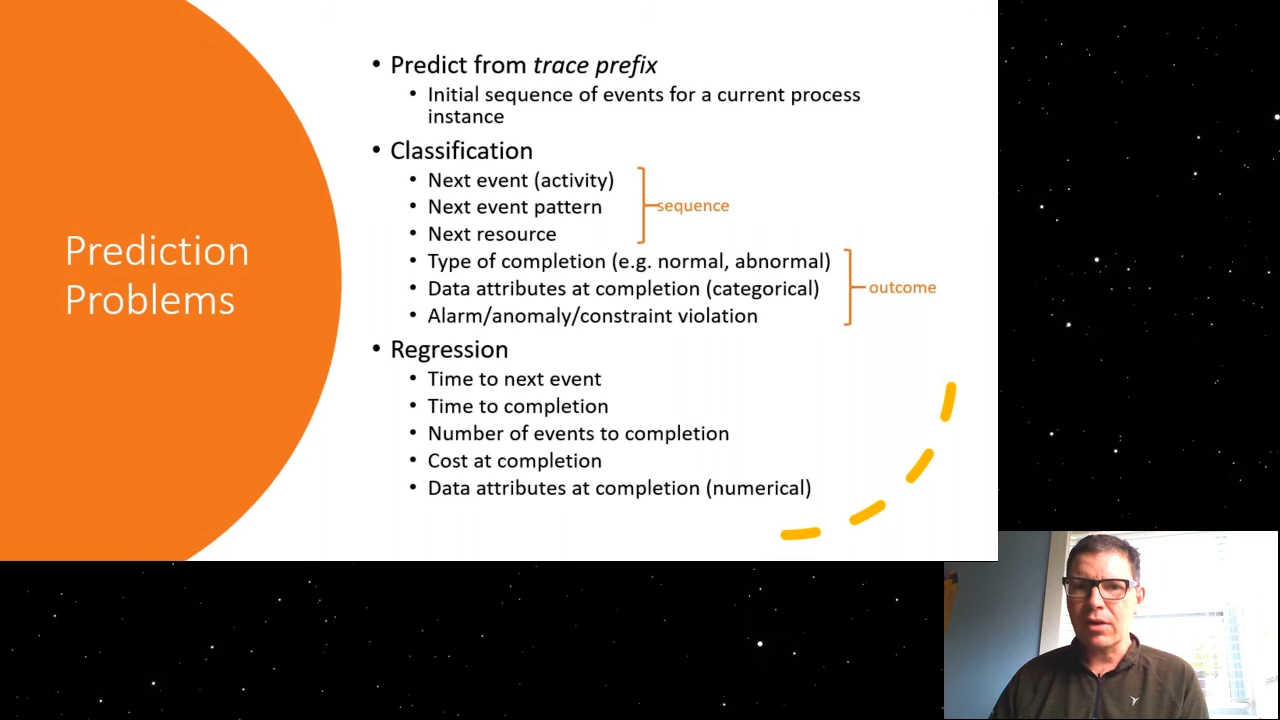 Prediction
Problems
• Predict from trace prefix
• Initial sequence of events for a current process
instance
• Classification
• Next event (activity)
• Next event pattern
• Next resource
sequence
• Type of completion (e.g. normal, abnormal)
• Data attributes at completion (categorical)
• Alarm/anomaly/constraint violation
outcome
• Regression
• Time to next event
• Time to completion
• Number of events to completion
• Cost at completion
• Data attributes at completion (numerical)